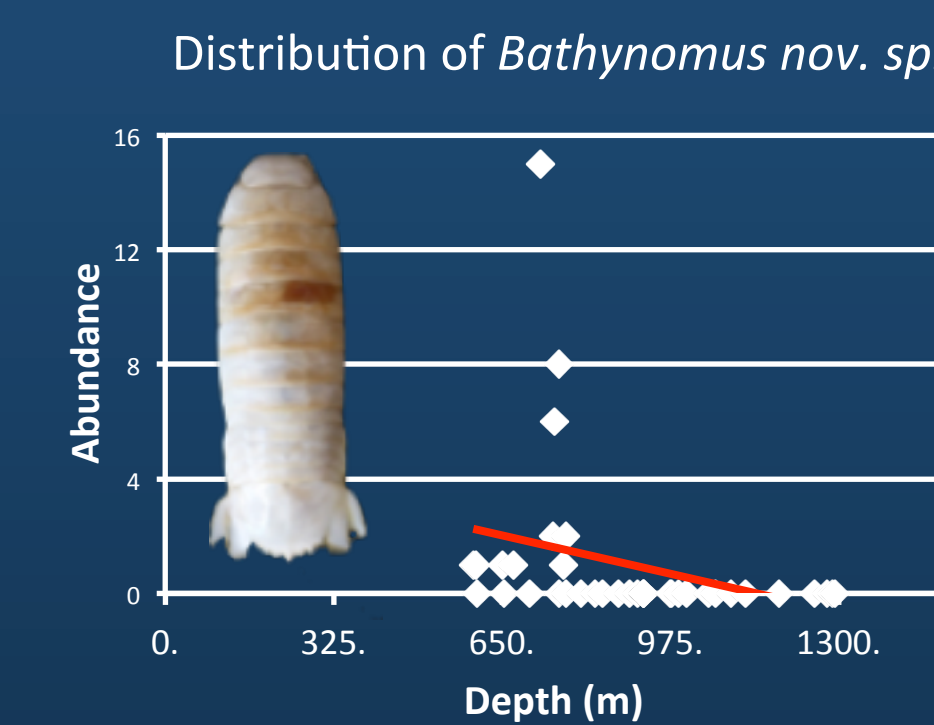 Distribution of Bathynomus nov. sp
16
12
8
4
0
Abundance
0. 325. 650. 975. 1300.
Depth (m)